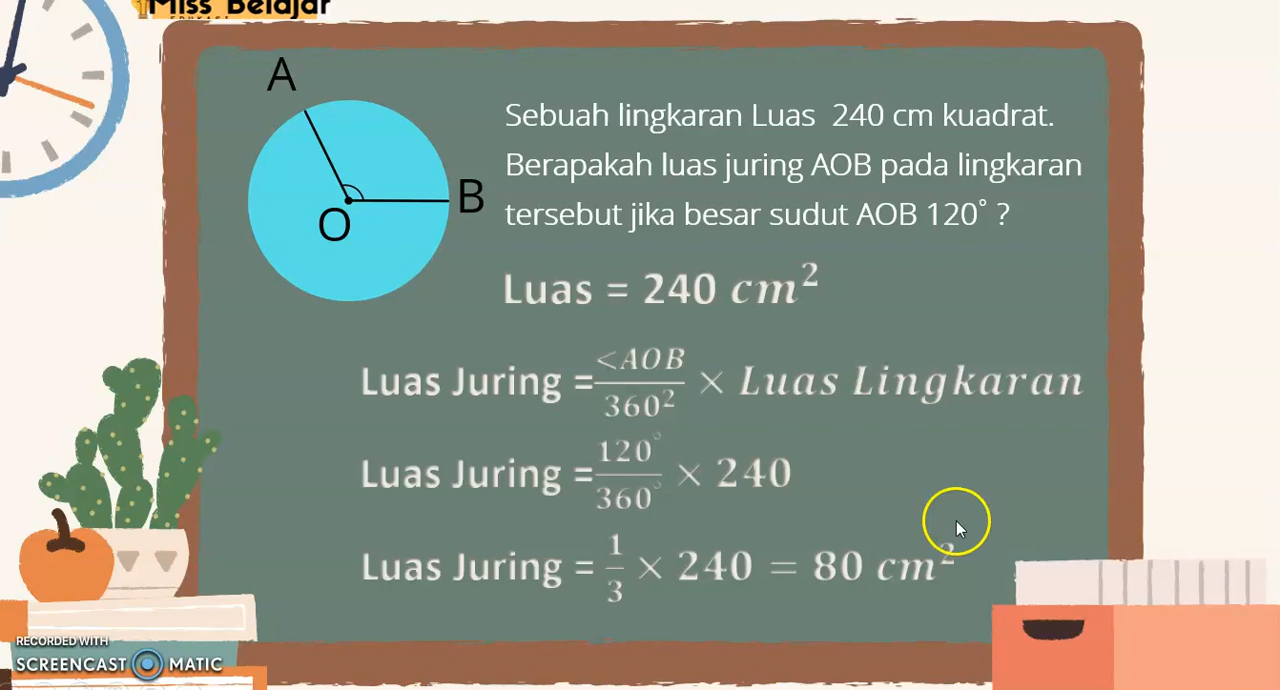 Miss Belajar
EDUKASI
A
B
O
Sebuah lingkaran Luas 240 cm kuadrat.
Berapakah luas juring AOB pada lingkaran
tersebut jika besar sudut AOB 120° ?
Luas = 240 cm²
Luas Juring = <AOB/360² × Luas Lingkaran
Luas Juring = 120°/360° × 240
Luas Juring = 1/3 × 240 = 80 cm²
RECORDED WITH
SCREENCAST MATIC